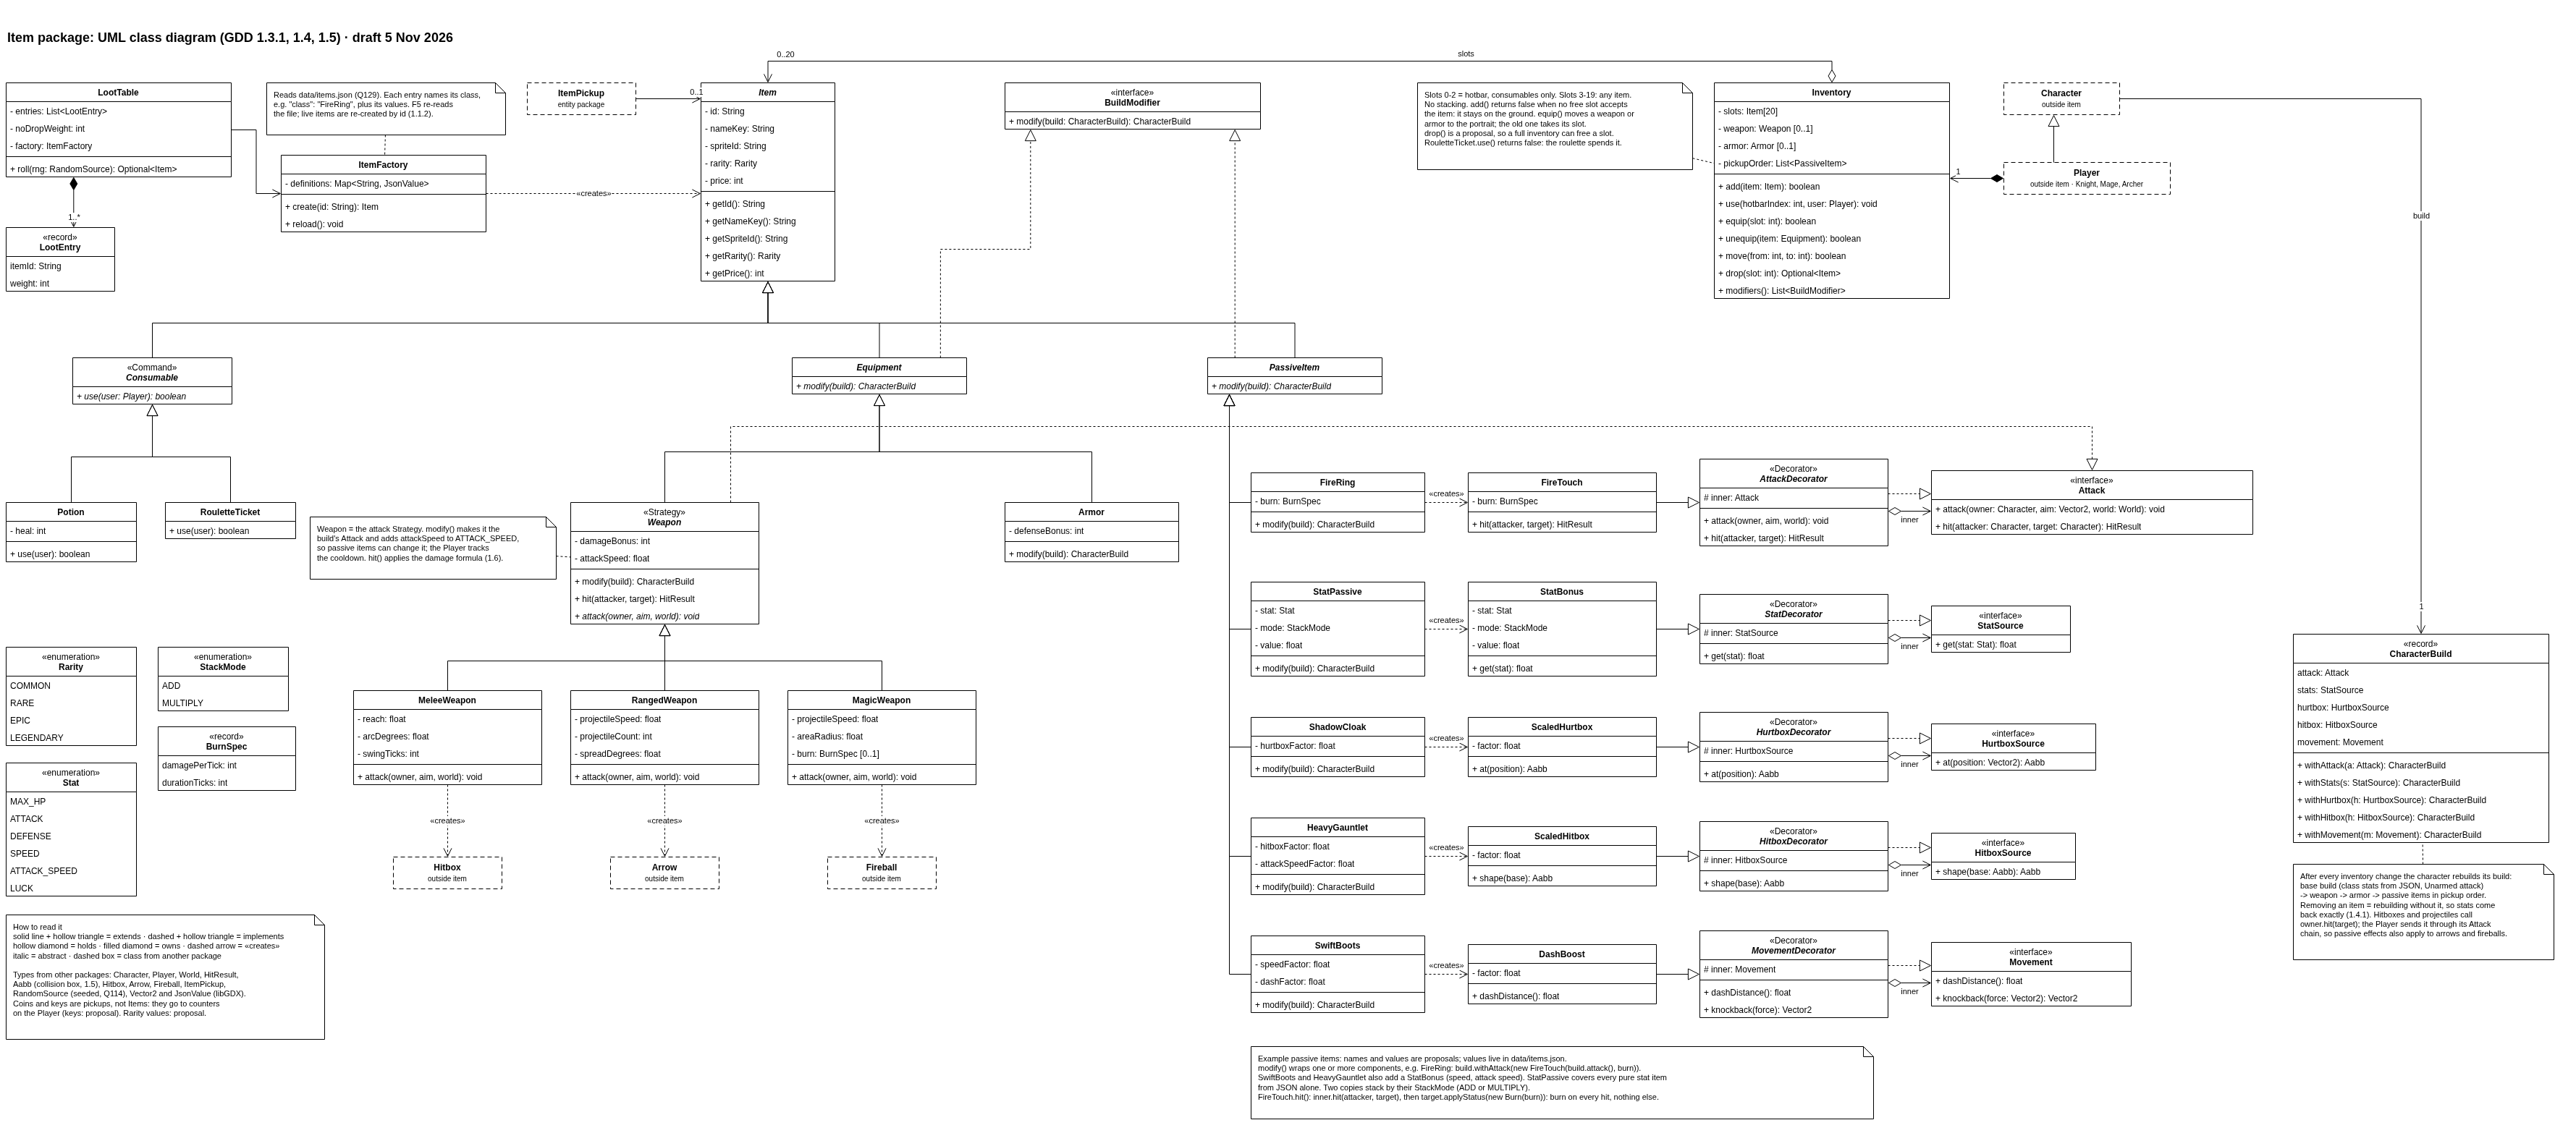 Item package: UML class diagram (GDD 1.3.1, 1.4, 1.5) · draft 5 Nov 2026
0..20
slots
LootTable
- entries: List<LootEntry>
- noDropWeight: int
- factory: ItemFactory
+ roll(rng: RandomSource): Optional<Item>
1..*
«record»
LootEntry
itemId: String
weight: int
Reads data/items.json (Q129). Each entry names its class,
e.g. "class": "FireRing", plus its values. F5 re-reads
the file; live items are re-created by id (1.1.2).
ItemFactory
- definitions: Map<String, JsonValue>
+ create(id: String): Item
+ reload(): void
«creates»
ItemPickup
entity package
0..1
Item
- id: String
- nameKey: String
- spriteId: String
- rarity: Rarity
- price: int
+ getId(): String
+ getNameKey(): String
+ getSpriteId(): String
+ getRarity(): Rarity
+ getPrice(): int
«interface»
BuildModifier
+ modify(build: CharacterBuild): CharacterBuild
Slots 0-2 = hotbar, consumables only. Slots 3-19: any item.
No stacking. add() returns false when no free slot accepts
the item: it stays on the ground. equip() moves a weapon or
armor to the portrait; the old one takes its slot.
drop() is a proposal, so a full inventory can free a slot.
RouletteTicket.use() returns false: the roulette spends it.
Inventory
- slots: Item[20]
- weapon: Weapon [0..1]
- armor: Armor [0..1]
- pickupOrder: List<PassiveItem>
+ add(item: Item): boolean
+ use(hotbarIndex: int, user: Player): void
+ equip(slot: int): boolean
+ unequip(item: Equipment): boolean
+ move(from: int, to: int): boolean
+ drop(slot: int): Optional<Item>
+ modifiers(): List<BuildModifier>
Character
outside item
1
Player
outside item · Knight, Mage, Archer
build
«Command»
Consumable
+ use(user: Player): boolean
Equipment
+ modify(build): CharacterBuild
PassiveItem
+ modify(build): CharacterBuild
Potion
- heal: int
+ use(user): boolean
RouletteTicket
+ use(user): boolean
Weapon = the attack Strategy. modify() makes it the
build's Attack and adds attackSpeed to ATTACK_SPEED,
so passive items can change it; the Player tracks
the cooldown. hit() applies the damage formula (1.6).
«Strategy»
Weapon
- damageBonus: int
- attackSpeed: float
+ modify(build): CharacterBuild
+ hit(attacker, target): HitResult
+ attack(owner, aim, world): void
Armor
- defenseBonus: int
+ modify(build): CharacterBuild
FireRing
- burn: BurnSpec
+ modify(build): CharacterBuild
«creates»
FireTouch
- burn: BurnSpec
+ hit(attacker, target): HitResult
«Decorator»
AttackDecorator
# inner: Attack
+ attack(owner, aim, world): void
+ hit(attacker, target): HitResult
inner
«interface»
Attack
+ attack(owner: Character, aim: Vector2, world: World): void
+ hit(attacker: Character, target: Character): HitResult
StatPassive
- stat: Stat
- mode: StackMode
- value: float
+ modify(build): CharacterBuild
«creates»
StatBonus
- stat: Stat
- mode: StackMode
- value: float
+ get(stat): float
«Decorator»
StatDecorator
# inner: StatSource
+ get(stat): float
inner
«interface»
StatSource
+ get(stat: Stat): float
1
«record»
CharacterBuild
attack: Attack
stats: StatSource
hurtbox: HurtboxSource
hitbox: HitboxSource
movement: Movement
+ withAttack(a: Attack): CharacterBuild
+ withStats(s: StatSource): CharacterBuild
+ withHurtbox(h: HurtboxSource): CharacterBuild
+ withHitbox(h: HitboxSource): CharacterBuild
+ withMovement(m: Movement): CharacterBuild
«enumeration»
Rarity
COMMON
RARE
EPIC
LEGENDARY
«enumeration»
StackMode
ADD
MULTIPLY
«record»
BurnSpec
damagePerTick: int
durationTicks: int
«enumeration»
Stat
MAX_HP
ATTACK
DEFENSE
SPEED
ATTACK_SPEED
LUCK
MeleeWeapon
- reach: float
- arcDegrees: float
- swingTicks: int
+ attack(owner, aim, world): void
RangedWeapon
- projectileSpeed: float
- projectileCount: int
- spreadDegrees: float
+ attack(owner, aim, world): void
MagicWeapon
- projectileSpeed: float
- areaRadius: float
- burn: BurnSpec [0..1]
+ attack(owner, aim, world): void
«creates»
«creates»
«creates»
Hitbox
outside item
Arrow
outside item
Fireball
outside item
ShadowCloak
- hurtboxFactor: float
+ modify(build): CharacterBuild
«creates»
ScaledHurtbox
- factor: float
+ at(position): Aabb
«Decorator»
HurtboxDecorator
# inner: HurtboxSource
+ at(position): Aabb
inner
«interface»
HurtboxSource
+ at(position: Vector2): Aabb
HeavyGauntlet
- hitboxFactor: float
- attackSpeedFactor: float
+ modify(build): CharacterBuild
«creates»
ScaledHitbox
- factor: float
+ shape(base): Aabb
«Decorator»
HitboxDecorator
# inner: HitboxSource
+ shape(base): Aabb
inner
«interface»
HitboxSource
+ shape(base: Aabb): Aabb
After every inventory change the character rebuilds its build:
base build (class stats from JSON, Unarmed attack)
-> weapon -> armor -> passive items in pickup order.
Removing an item = rebuilding without it, so stats come
back exactly (1.4.1). Hitboxes and projectiles call
owner.hit(target); the Player sends it through its Attack
chain, so passive effects also apply to arrows and fireballs.
How to read it
solid line + hollow triangle = extends · dashed + hollow triangle = implements
hollow diamond = holds · filled diamond = owns · dashed arrow = «creates»
italic = abstract · dashed box = class from another package
Types from other packages: Character, Player, World, HitResult,
Aabb (collision box, 1.5), Hitbox, Arrow, Fireball, ItemPickup,
RandomSource (seeded, Q114), Vector2 and JsonValue (libGDX).
Coins and keys are pickups, not Items: they go to counters
on the Player (keys: proposal). Rarity values: proposal.
SwiftBoots
- speedFactor: float
- dashFactor: float
+ modify(build): CharacterBuild
«creates»
DashBoost
- factor: float
+ dashDistance(): float
«Decorator»
MovementDecorator
# inner: Movement
+ dashDistance(): float
+ knockback(force): Vector2
inner
«interface»
Movement
+ dashDistance(): float
+ knockback(force: Vector2): Vector2
Example passive items: names and values are proposals; values live in data/items.json.
modify() wraps one or more components, e.g. FireRing: build.withAttack(new FireTouch(build.attack(), burn)).
SwiftBoots and HeavyGauntlet also add a StatBonus (speed, attack speed). StatPassive covers every pure stat item
from JSON alone. Two copies stack by their StackMode (ADD or MULTIPLY).
FireTouch.hit(): inner.hit(attacker, target), then target.applyStatus(new Burn(burn)): burn on every hit, nothing else.